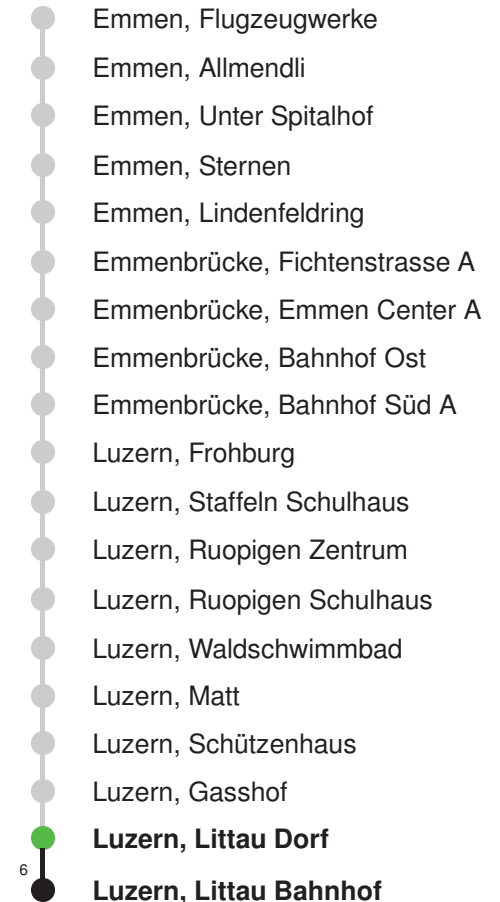 Emmen, Flugzeugwerke
Emmen, Allmendli
Emmen, Unter Spitalhof
Emmen, Sternen
Emmen, Lindenfeldring
Emmenbrücke, Fichtenstrasse A
Emmenbrücke, Emmen Center A
Emmenbrücke, Bahnhof Ost
Emmenbrücke, Bahnhof Süd A
Luzern, Frohburg
Luzern, Staffeln Schulhaus
Luzern, Ruopigen Zentrum
Luzern, Ruopigen Schulhaus
Luzern, Waldschwimmbad
Luzern, Matt
Luzern, Schützenhaus
Luzern, Gasshof
Luzern, Littau Dorf
6
Luzern, Littau Bahnhof